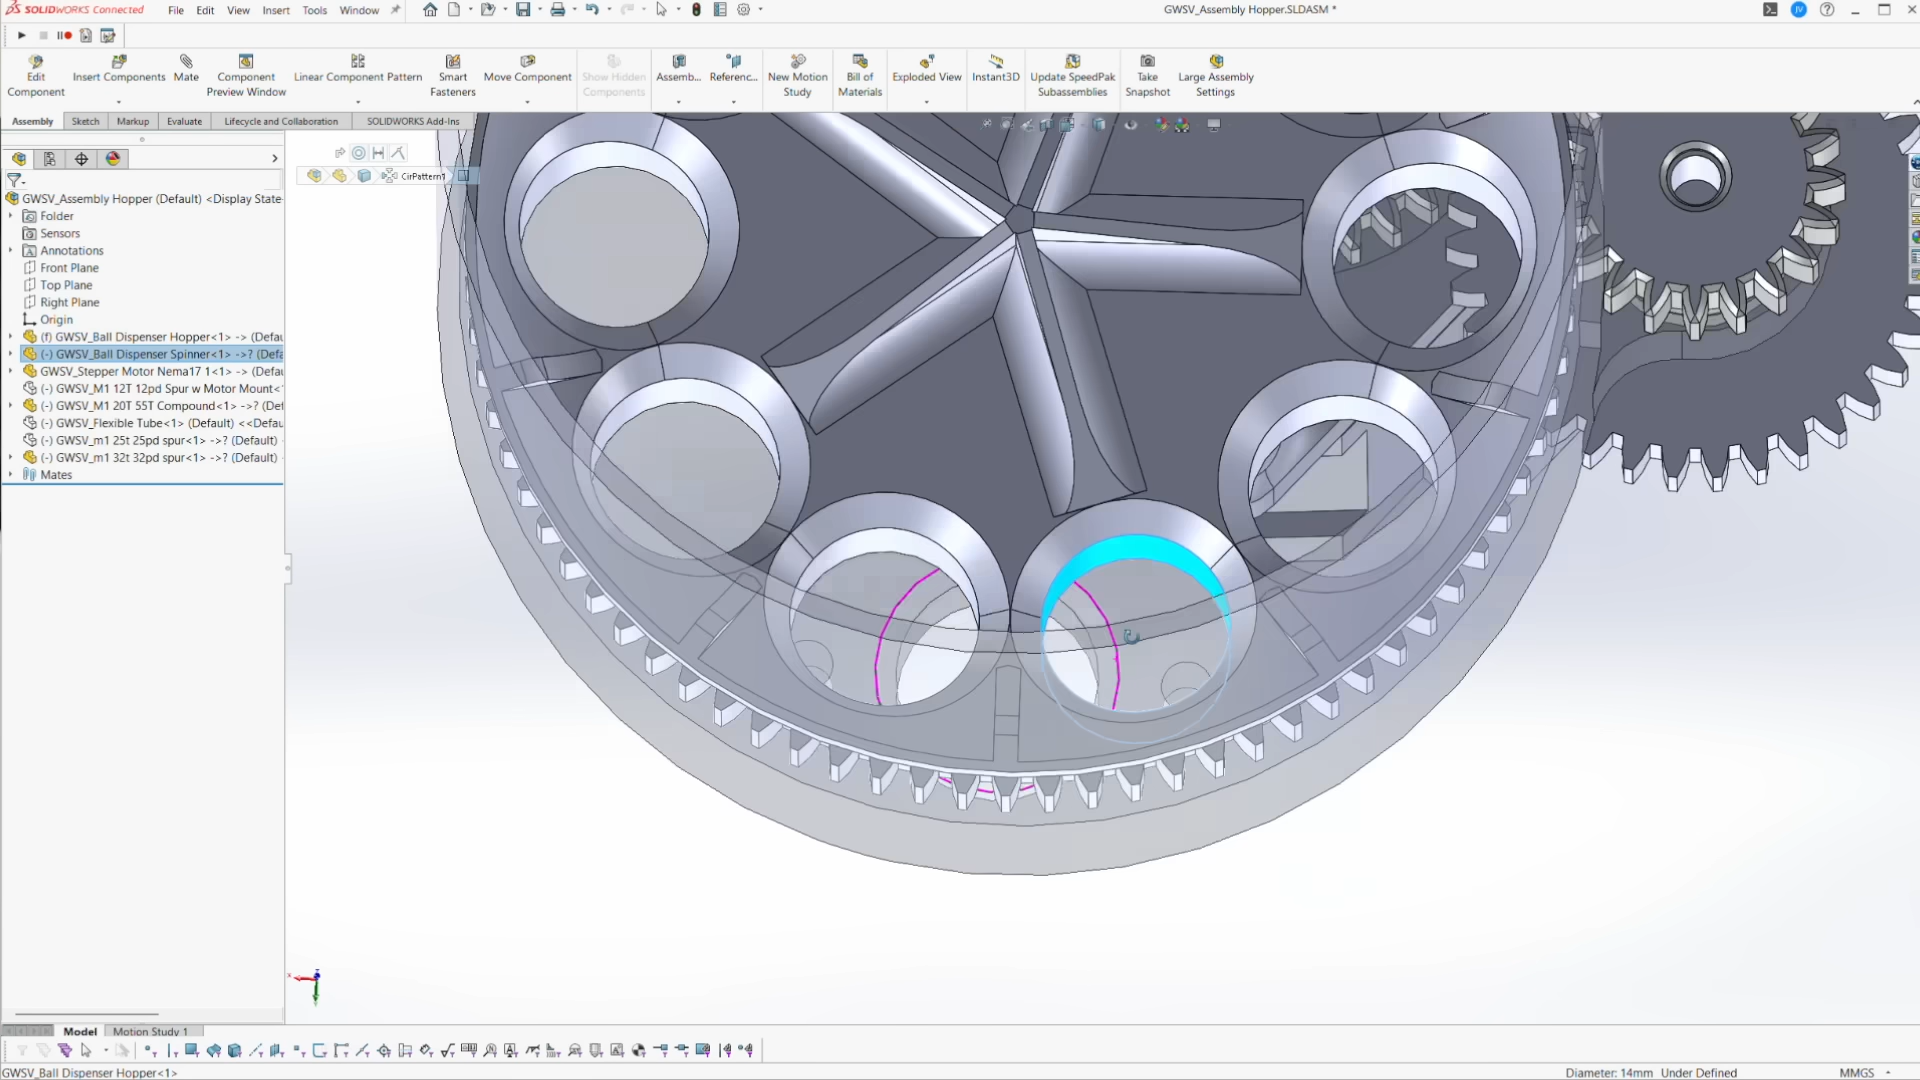 SOLIDWORKS Connected
File Edit View Insert Tools Window
GWSV_Assembly Hopper.SLDASM *
JV
Edit Component
Insert Components
Mate
Component Preview Window
Linear Component Pattern
Smart Fasteners
Move Component
Show Hidden Components
Assemb...
Referenc...
New Motion Study
Bill of Materials
Exploded View
Instant3D
Update SpeedPak Subassemblies
Take Snapshot
Large Assembly Settings
Assembly Sketch Markup Evaluate Lifecycle and Collaboration SOLIDWORKS Add-Ins
CirPattern1
GWSV_Assembly Hopper (Default) <Display State-
Folder
Sensors
Annotations
Front Plane
Top Plane
Right Plane
Origin
(f) GWSV_Ball Dispenser Hopper<1> -> (Defau
(-) GWSV_Ball Dispenser Spinner<1> ->? (Defa
GWSV_Stepper Motor Nema17 1<1> -> (Defau
(-) GWSV_M1 12T 12pd Spur w Motor Mount<
(-) GWSV_M1 20T 55T Compound<1> ->? (Def
(-) GWSV_Flexible Tube<1> (Default) <<Defau
(-) GWSV_m1 25t 25pd spur<1> ->? (Default)
(-) GWSV_m1 32t 32pd spur<1> ->? (Default)
Mates
x
Model Motion Study 1
GWSV_Ball Dispenser Hopper<1>
Diameter: 14mm Under Defined MMGS